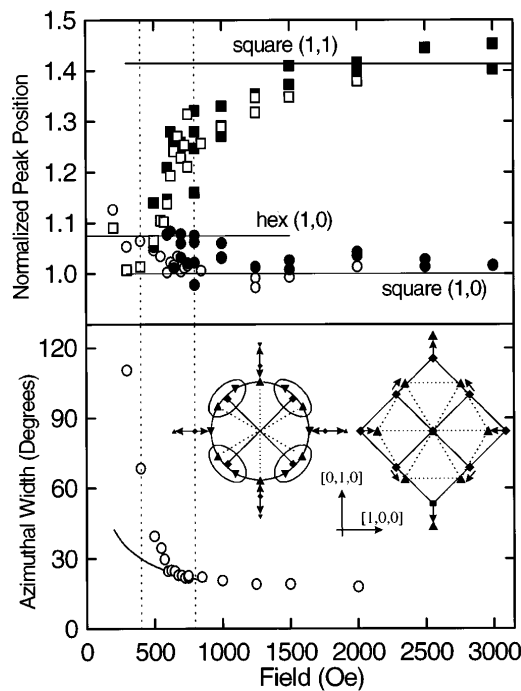 1.5
square (1,1)
1.4
1.3
1.2
1.1
hex (1,0)
1.0
square (1,0)
Normalized Peak Position
120
90
60
30
0
Azimuthal Width (Degrees)
[0,1,0]
[1,0,0]
0 500 1000 1500 2000 2500 3000
Field (Oe)